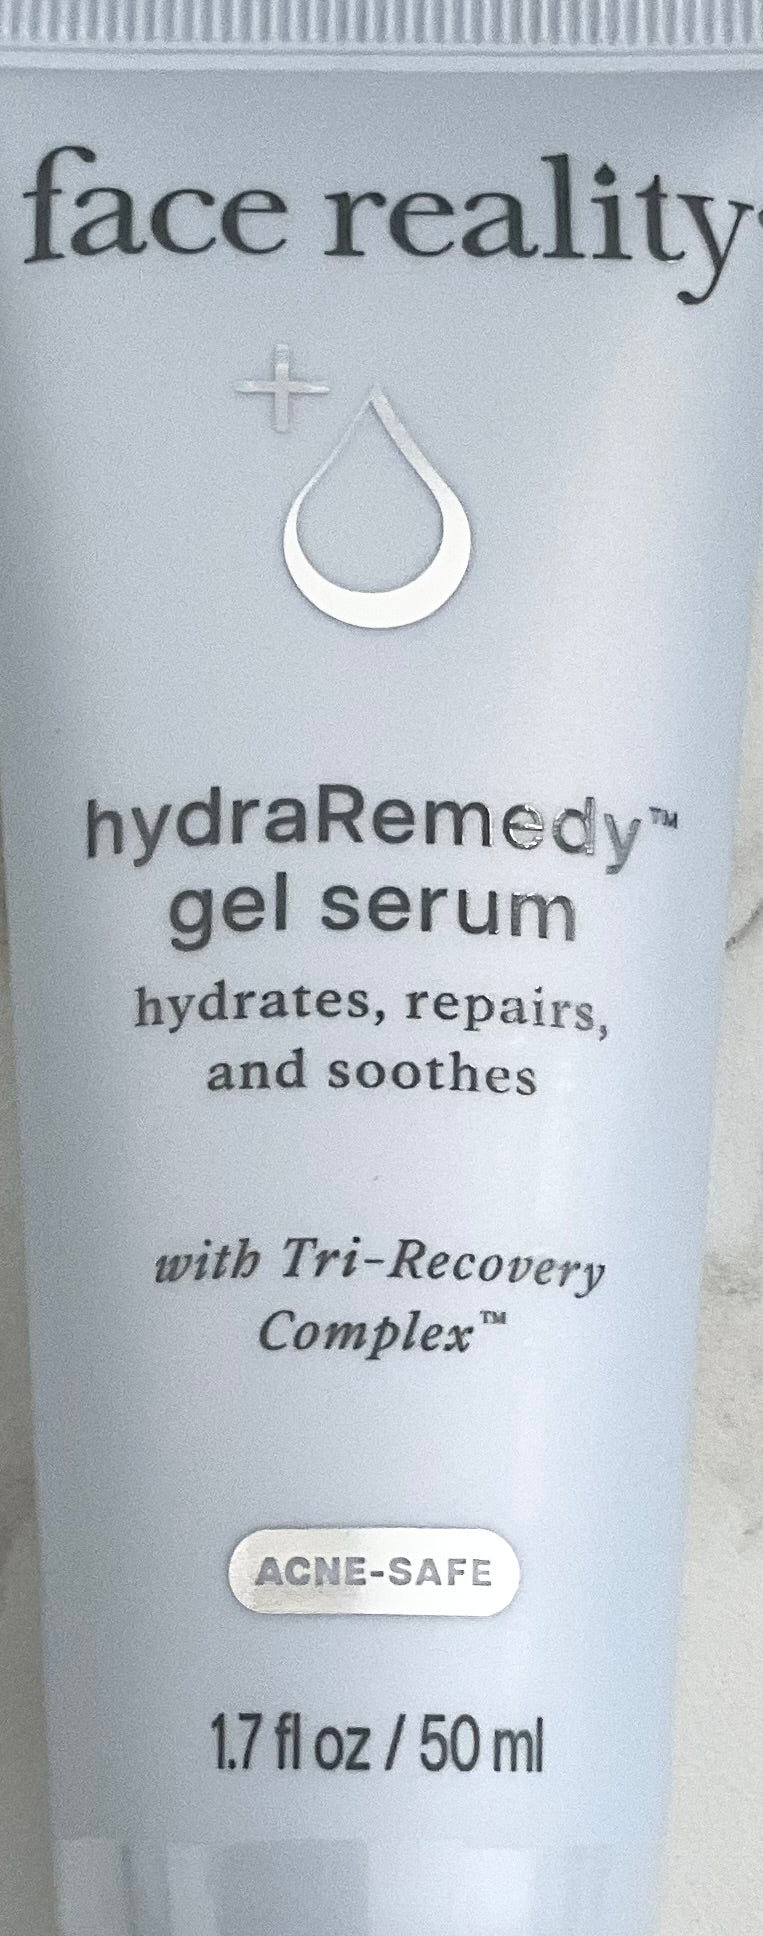 face reality
hydraRemedy™
gel serum
hydrates, repairs,
and soothes
with Tri-Recovery
Complex™
ACNE-SAFE
1.7 fl oz / 50 ml